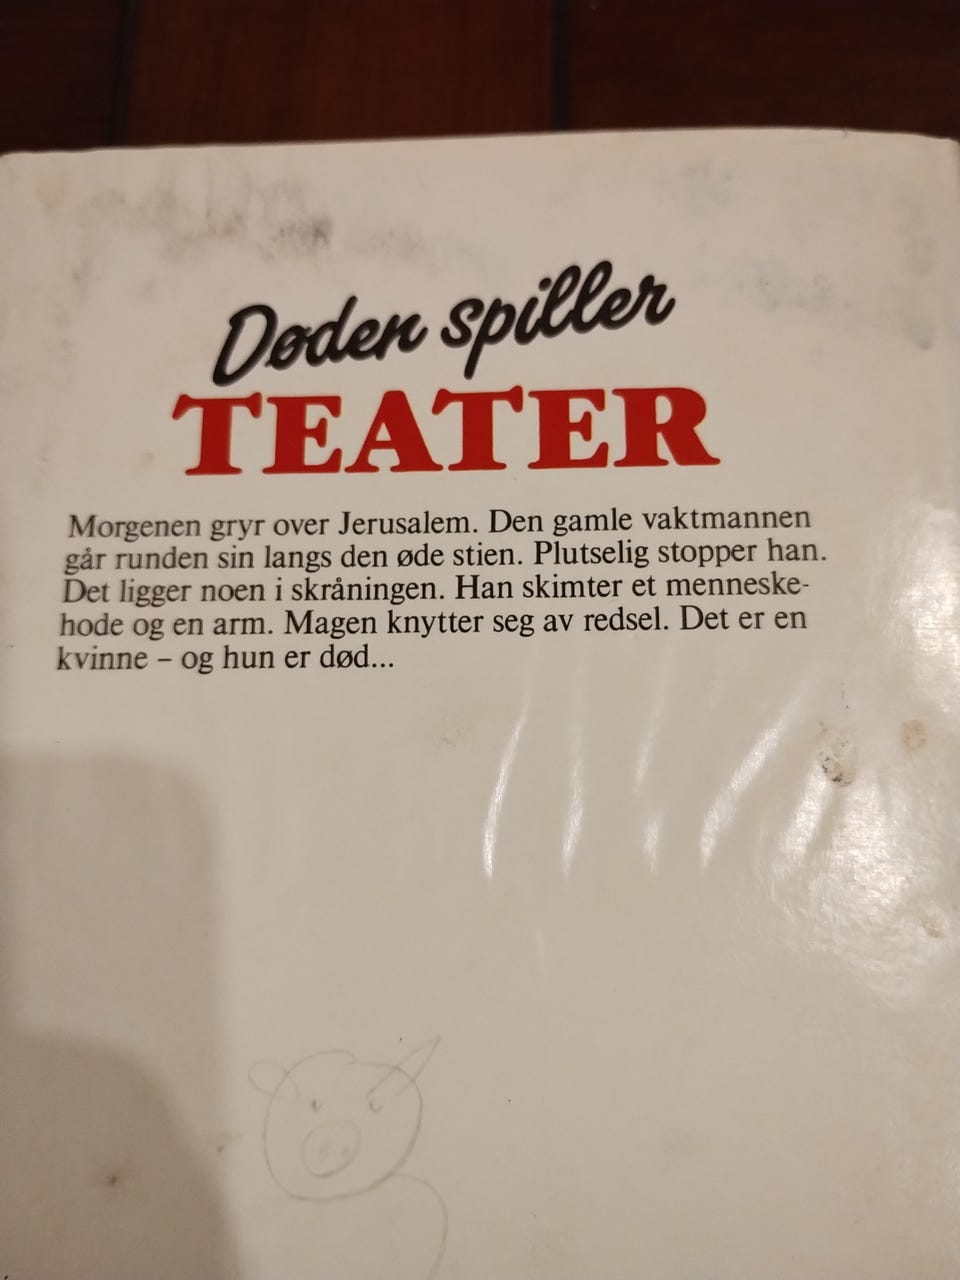 Døden spiller
TEATER
Morgenen gryr over Jerusalem. Den gamle vaktmannen
går runden sin langs den øde stien. Plutselig stopper han.
Det ligger noen i skråningen. Han skimter et menneske-
hode og en arm. Magen knytter seg av redsel. Det er en
kvinne – og hun er død...